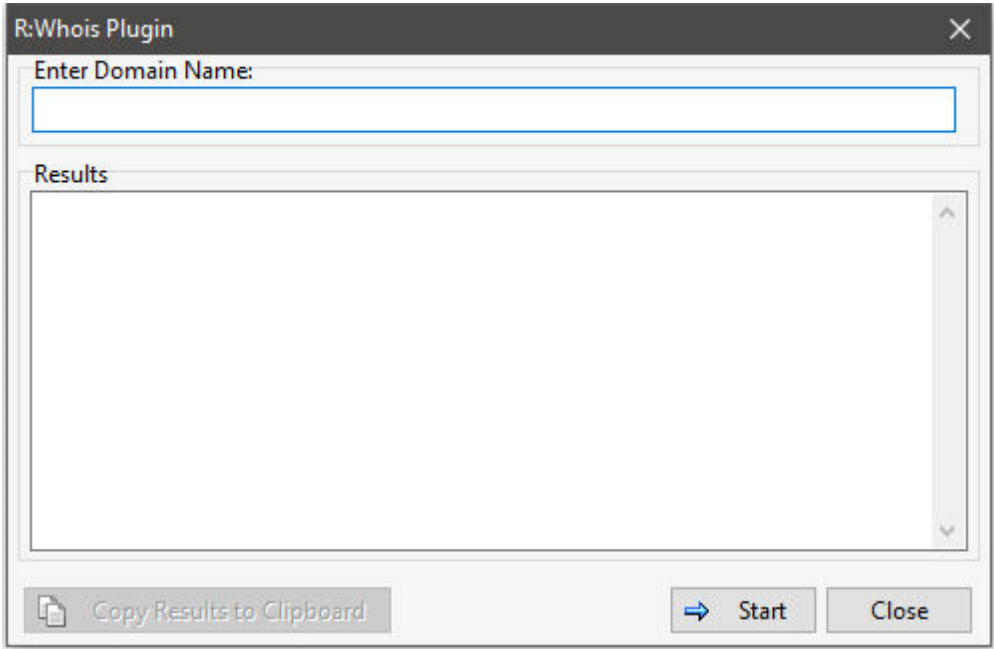 R:Whois Plugin
Enter Domain Name:
Results
Copy Results to Clipboard
Start
Close